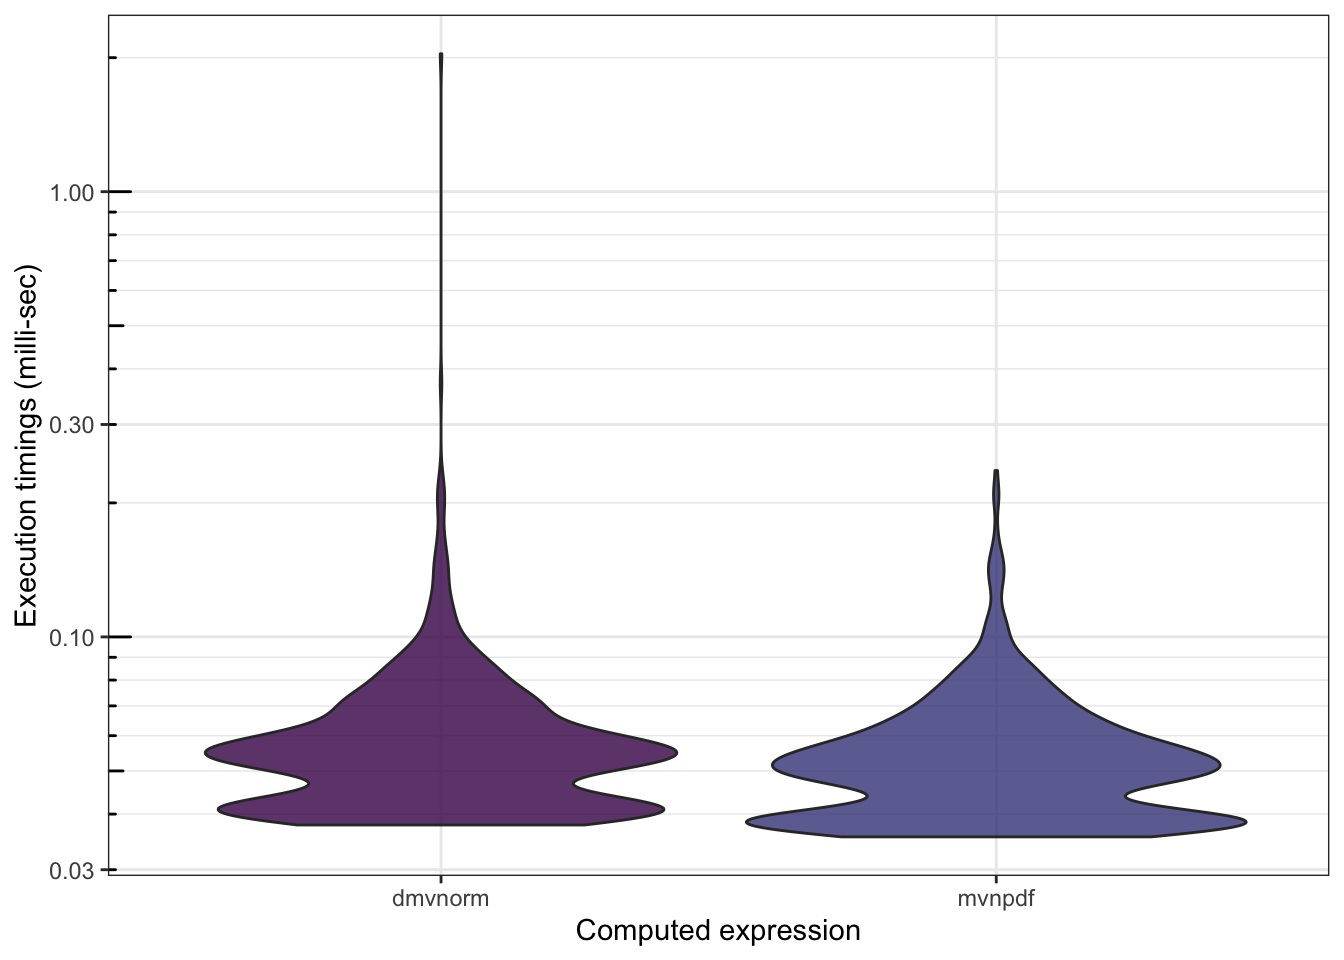 Execution timings (milli-sec)
1.00
0.30
0.10
0.03
dmvnorm
mvnpdf
Computed expression